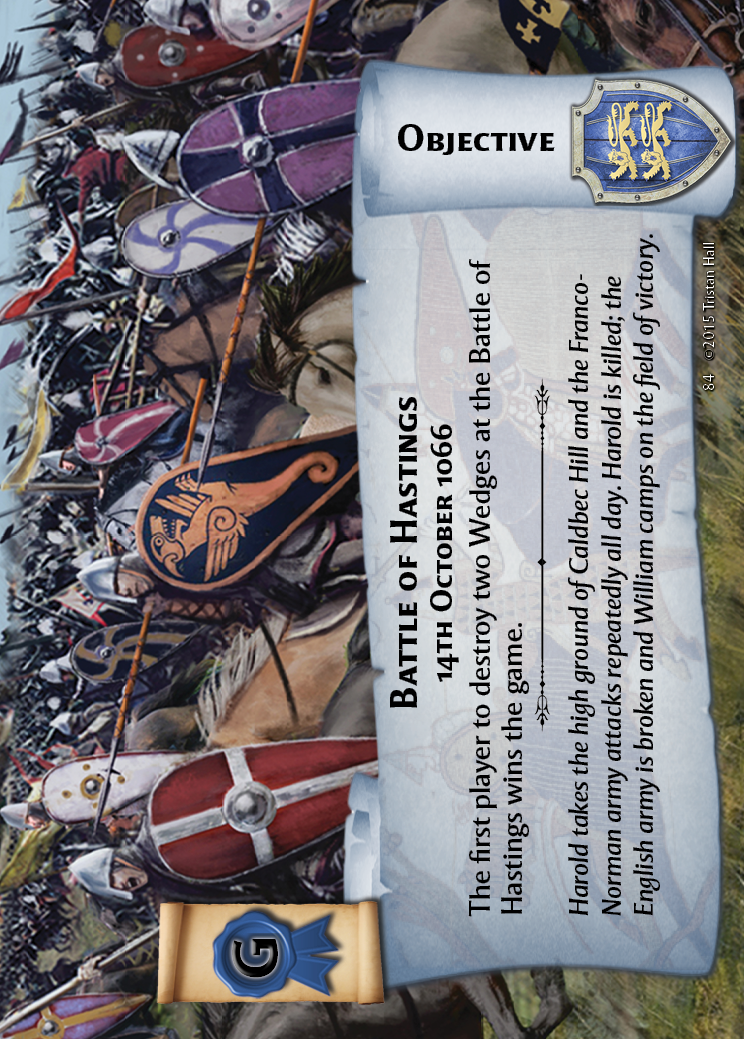 G
Battle of Hastings
14th October 1066
The first player to destroy two Wedges at the Battle of
Hastings wins the game.
Harold takes the high ground of Caldbec Hill and the Franco-
Norman army attacks repeatedly all day. Harold is killed; the
English army is broken and William camps on the field of victory.
Objective
84 ©2015 Tristan Hall